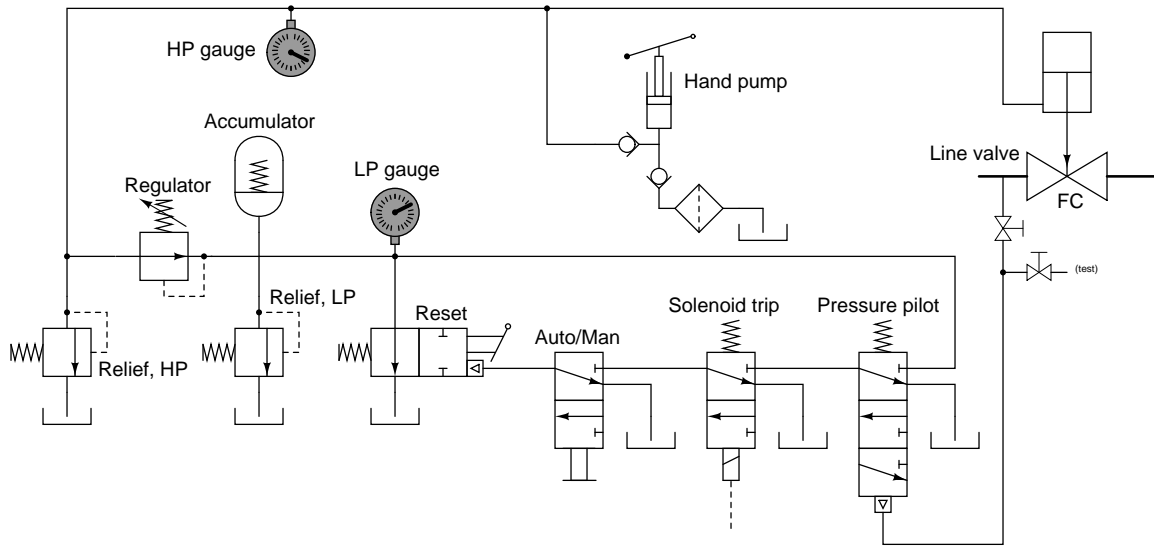 HP gauge
Hand pump
Accumulator
Line valve
LP gauge
Regulator
FC
(test)
Relief, LP
Reset
Solenoid trip
Pressure pilot
Auto/Man
Relief, HP